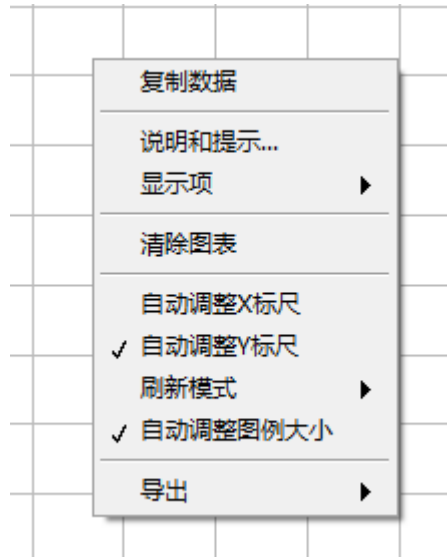 复制数据
说明和提示...
显示项
清除图表
自动调整X标尺
自动调整Y标尺
刷新模式
自动调整图例大小
导出